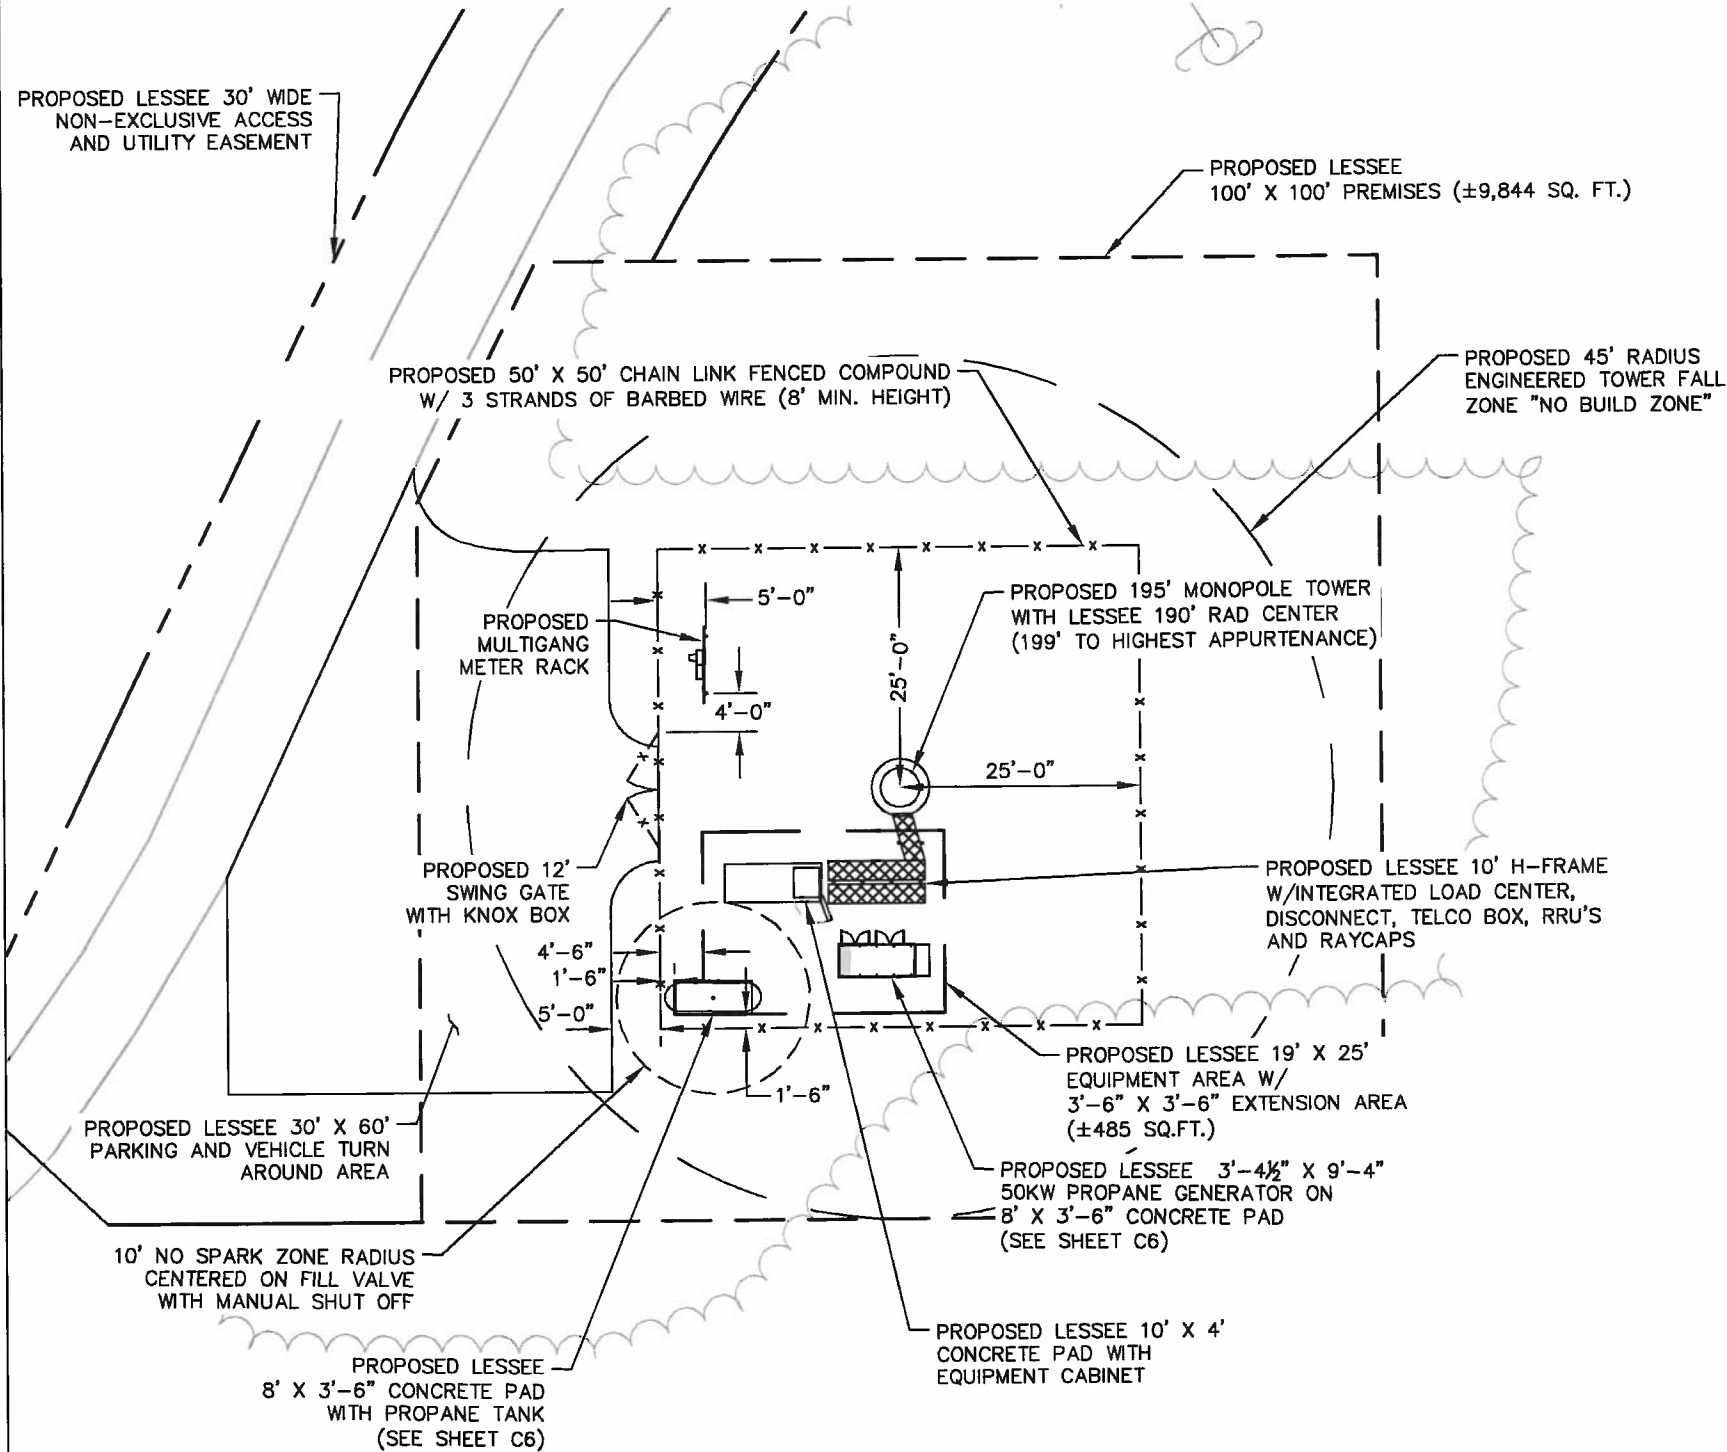 PROPOSED LESSEE 30' WIDE
NON-EXCLUSIVE ACCESS
AND UTILITY EASEMENT
PROPOSED LESSEE
100' X 100' PREMISES (±9,844 SQ. FT.)
PROPOSED 50' X 50' CHAIN LINK FENCED COMPOUND
W/ 3 STRANDS OF BARBED WIRE (8' MIN. HEIGHT)
PROPOSED 45' RADIUS
ENGINEERED TOWER FALL
ZONE "NO BUILD ZONE"
PROPOSED
MULTIGANG
METER RACK
5'-0"
4'-0"
25'-0"
25'-0"
PROPOSED 195' MONOPOLE TOWER
WITH LESSEE 190' RAD CENTER
(199' TO HIGHEST APPURTENANCE)
PROPOSED 12'
SWING GATE
WITH KNOX BOX
PROPOSED LESSEE 10' H-FRAME
W/INTEGRATED LOAD CENTER,
DISCONNECT, TELCO BOX, RRU'S
AND RAYCAPS
4'-6"
1'-6"
5'-0"
1'-6"
PROPOSED LESSEE 19' X 25'
EQUIPMENT AREA W/
3'-6" X 3'-6" EXTENSION AREA
(±485 SQ.FT.)
PROPOSED LESSEE 30' X 60'
PARKING AND VEHICLE TURN
AROUND AREA
PROPOSED LESSEE 3'-4½" X 9'-4"
50KW PROPANE GENERATOR ON
8' X 3'-6" CONCRETE PAD
(SEE SHEET C6)
10' NO SPARK ZONE RADIUS
CENTERED ON FILL VALVE
WITH MANUAL SHUT OFF
PROPOSED LESSEE 10' X 4'
CONCRETE PAD WITH
EQUIPMENT CABINET
PROPOSED LESSEE
8' X 3'-6" CONCRETE PAD
WITH PROPANE TANK
(SEE SHEET C6)